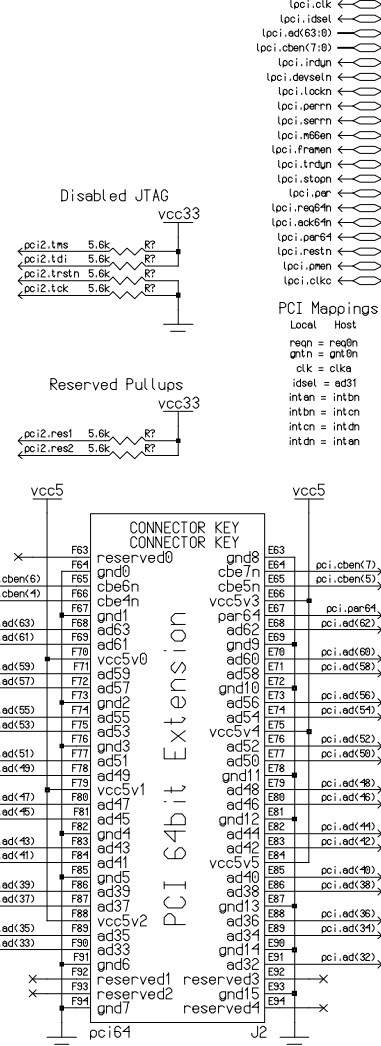 lpci.clk
lpci.idsel
lpci.ad(63:0)
lpci.cben(7:0)
lpci.irdyn
lpci.devseln
lpci.lockn
lpci.perrn
lpci.serrn
lpci.m66en
lpci.framen
lpci.trdyn
lpci.stopn
lpci.par
lpci.req64n
lpci.ack64n
lpci.par64
lpci.restn
lpci.pmen
lpci.clkc
Disabled JTAG
vcc33
pci2.tms 5.6k R?
pci2.tdi 5.6k R?
pci2.trstn 5.6k R?
pci2.tck 5.6k R?
PCI Mappings
Local Host
reqn = req0n
gntn = gnt0n
clk = clka
idsel = ad31
intan = intbn
intbn = intcn
intcn = intdn
intdn = intan
Reserved Pullups
vcc33
pci2.res1 5.6k R?
pci2.res2 5.6k R?
vcc5 vcc5
CONNECTOR KEY
CONNECTOR KEY
PCI 64bit Extension
F63 reserved0 gnd8 E63
F64 gnd0 cbe7n E64 pci.cben(7)
cben(6) F65 cbe6n cbe5n E65 pci.cben(5)
cben(4) F66 cbe4n vcc5v3 E66
F67 gnd1 par64 E67 pci.par64
ad(63) F68 ad63 ad62 E68 pci.ad(62)
ad(61) F69 ad61 gnd9 E69
F70 vcc5v0 ad60 E70 pci.ad(60)
ad(59) F71 ad59 ad58 E71 pci.ad(58)
ad(57) F72 ad57 gnd10 E72
F73 gnd2 ad56 E73 pci.ad(56)
ad(55) F74 ad55 ad54 E74 pci.ad(54)
ad(53) F75 ad53 vcc5v4 E75
F76 gnd3 ad52 E76 pci.ad(52)
ad(51) F77 ad51 ad50 E77 pci.ad(50)
ad(49) F78 ad49 gnd11 E78
F79 vcc5v1 ad48 E79 pci.ad(48)
ad(47) F80 ad47 ad46 E80 pci.ad(46)
ad(45) F81 ad45 gnd12 E81
F82 gnd4 ad44 E82 pci.ad(44)
ad(43) F83 ad43 ad42 E83 pci.ad(42)
ad(41) F84 ad41 vcc5v5 E84
F85 gnd5 ad40 E85 pci.ad(40)
ad(39) F86 ad39 ad38 E86 pci.ad(38)
ad(37) F87 ad37 gnd13 E87
F88 vcc5v2 ad36 E88 pci.ad(36)
ad(35) F89 ad35 ad34 E89 pci.ad(34)
ad(33) F90 ad33 gnd14 E90
F91 gnd6 ad32 E91 pci.ad(32)
F92 reserved1 reserved3 E92
F93 reserved2 gnd15 E93
F94 gnd7 reserved4 E94
pci64 J2